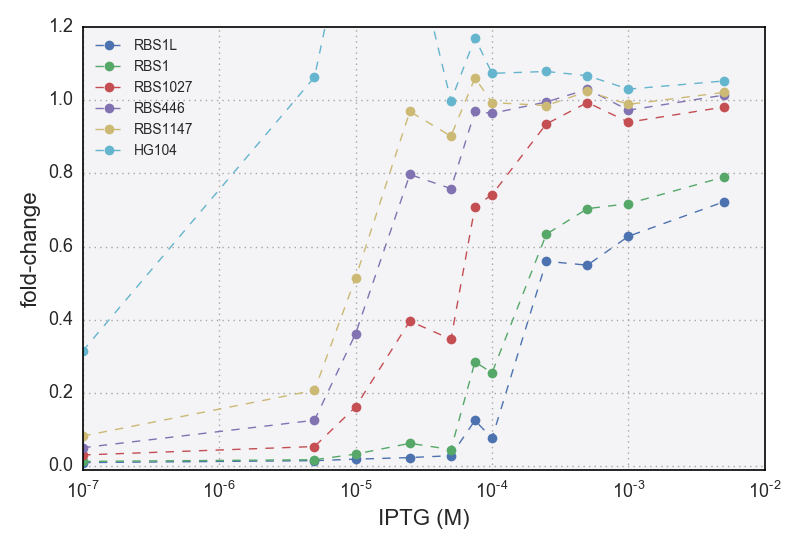 1.2
1.0
0.8
0.6
0.4
0.2
0.0
fold-change
RBS1L
RBS1
RBS1027
RBS446
RBS1147
HG104
10⁻⁷ 10⁻⁶ 10⁻⁵ 10⁻⁴ 10⁻³ 10⁻²
IPTG (M)